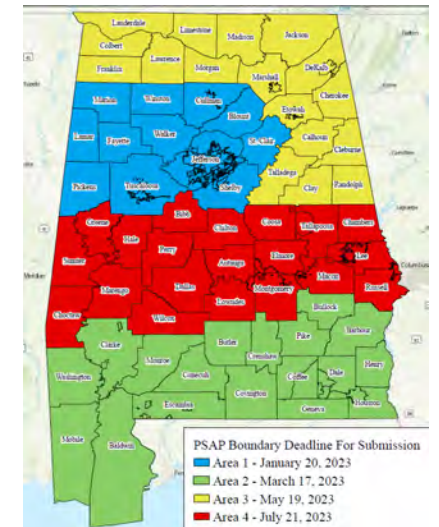 Lauderdale
Limestone
Madison
Jackson
Colbert
Lawrence
Franklin
Morgan
Marshall
DeKalb
Cherokee
Marion
Winston
Cullman
Etowah
Blount
Lamar
Fayette
Walker
St. Clair
Calhoun
Cleburne
Jefferson
Talladega
Pickens
Tuscaloosa
Shelby
Clay
Randolph
Greene
Bibb
Hale
Chilton
Coosa
Tallapoosa
Chambers
Perry
Sumter
Autauga
Elmore
Lee
Marengo
Dallas
Macon
Montgomery
Russell
Choctaw
Wilcox
Lowndes
Bullock
Clarke
Butler
Pike
Barbour
Monroe
Crenshaw
Washington
Conecuh
Coffee
Dale
Henry
Covington
Escambia
Geneva
Houston
Mobile
Baldwin
PSAP Boundary Deadline For Submission
Area 1 - January 20, 2023
Area 2 - March 17, 2023
Area 3 - May 19, 2023
Area 4 - July 21, 2023